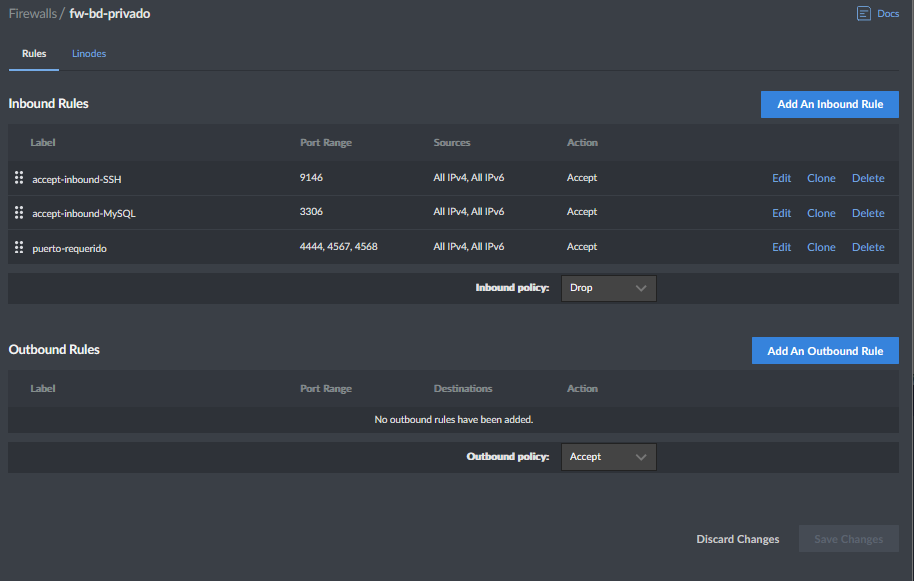 Firewalls / fw-bd-privado
Docs
Rules Linodes
Inbound Rules
Add An Inbound Rule
Label Port Range Sources Action
accept-inbound-SSH 9146 All IPv4, All IPv6 Accept Edit Clone Delete
accept-inbound-MySQL 3306 All IPv4, All IPv6 Accept Edit Clone Delete
puerto-requerido 4444, 4567, 4568 All IPv4, All IPv6 Accept Edit Clone Delete
Inbound policy: Drop
Outbound Rules
Add An Outbound Rule
Label Port Range Destinations Action
No outbound rules have been added.
Outbound policy: Accept
Discard Changes Save Changes